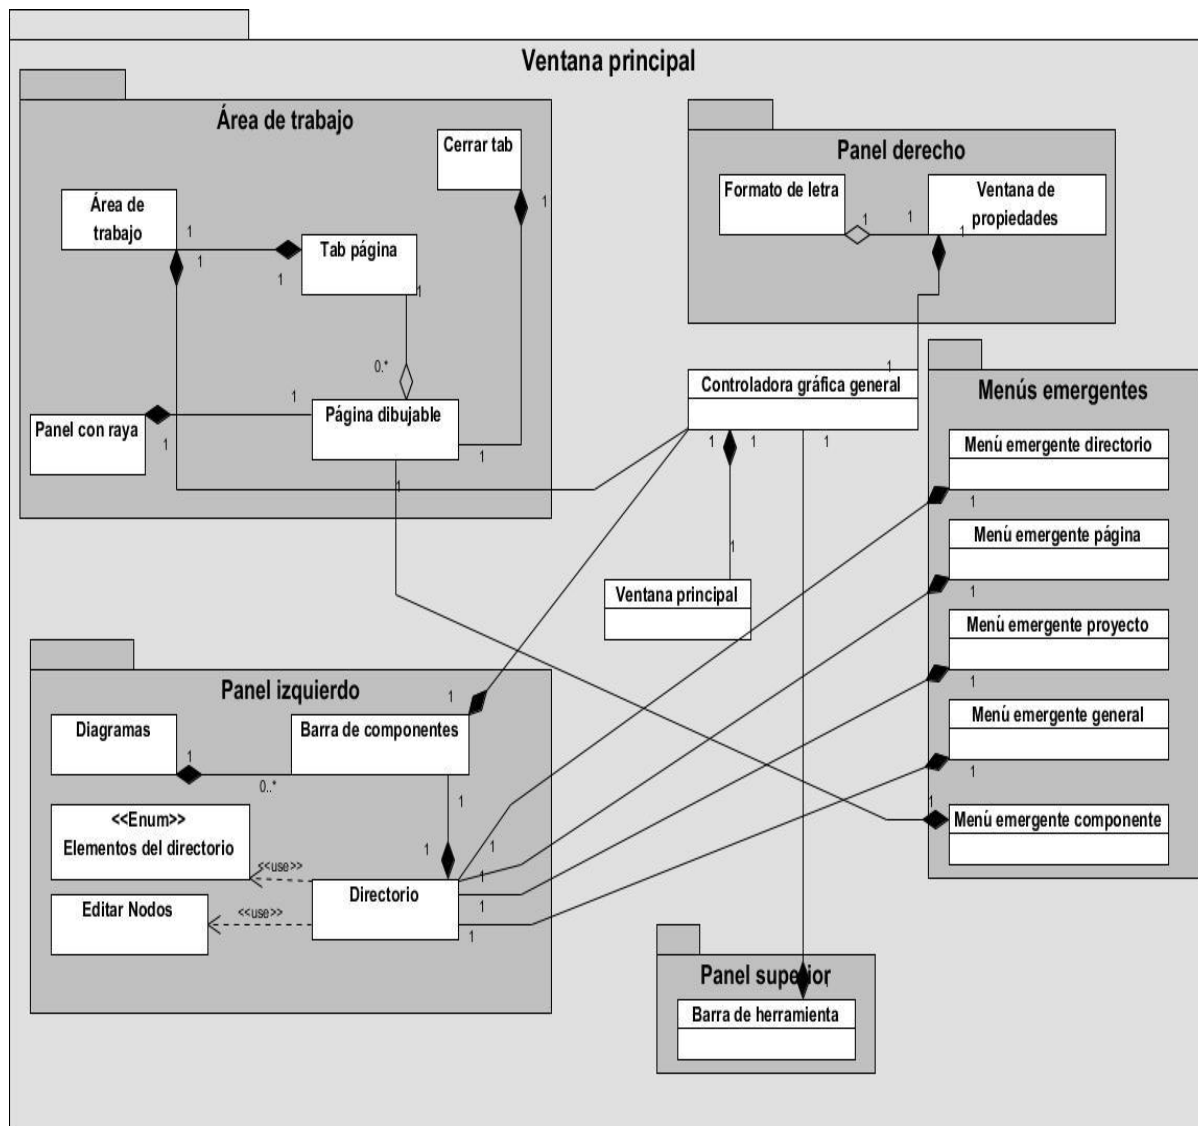 Ventana principal
Área de trabajo
Cerrar tab
1
Área de
trabajo
1
1
Tab página
1
1
0.*
Panel con raya
1
1
Página dibujable
1
1
Panel derecho
Formato de letra
1
1
Ventana de
propiedades
1
1
Controladora gráfica general
1
1
1
1
Ventana principal
Menús emergentes
Menú emergente directorio
1
Menú emergente página
1
Menú emergente proyecto
1
Menú emergente general
1
1
Menú emergente componente
Panel izquierdo
Diagramas
1
0..*
Barra de componentes
1
1
1
<<Enum>>
Elementos del directorio
<<use>>
Editar Nodos
<<use>>
Directorio
1
1
1
1
Panel superior
1
Barra de herramienta